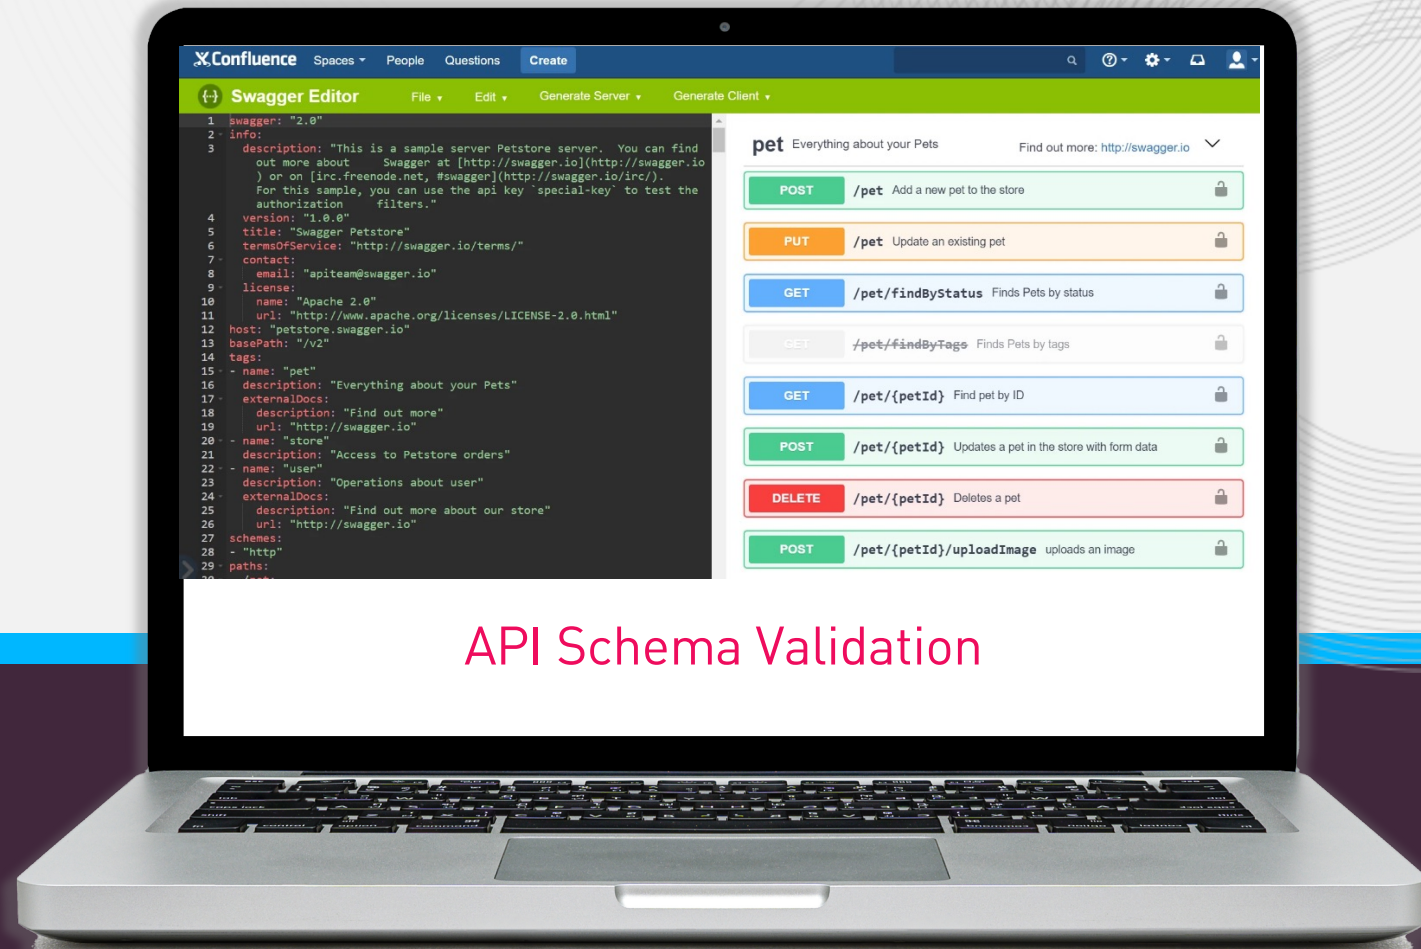 Confluence Spaces People Questions Create
Swagger Editor File Edit Generate Server Generate Client
1 swagger: "2.0"
2 info:
3 description: "This is a sample server Petstore server. You can find
out more about Swagger at [http://swagger.io](http://swagger.io
) or on [irc.freenode.net, #swagger](http://swagger.io/irc/).
For this sample, you can use the api key `special-key` to test the
authorization filters."
4 version: "1.0.0"
5 title: "Swagger Petstore"
6 termsOfService: "http://swagger.io/terms/"
7 contact:
8 email: "apiteam@swagger.io"
9 license:
10 name: "Apache 2.0"
11 url: "http://www.apache.org/licenses/LICENSE-2.0.html"
12 host: "petstore.swagger.io"
13 basePath: "/v2"
14 tags:
15 - name: "pet"
16 description: "Everything about your Pets"
17 externalDocs:
18 description: "Find out more"
19 url: "http://swagger.io"
20 - name: "store"
21 description: "Access to Petstore orders"
22 - name: "user"
23 description: "Operations about user"
24 externalDocs:
25 description: "Find out more about our store"
26 url: "http://swagger.io"
27 schemes:
28 - "http"
29 paths:
pet Everything about your Pets Find out more: http://swagger.io
POST /pet Add a new pet to the store
PUT /pet Update an existing pet
GET /pet/findByStatus Finds Pets by status
GET /pet/findByTags Finds Pets by tags
GET /pet/{petId} Find pet by ID
POST /pet/{petId} Updates a pet in the store with form data
DELETE /pet/{petId} Deletes a pet
POST /pet/{petId}/uploadImage uploads an image
API Schema Validation